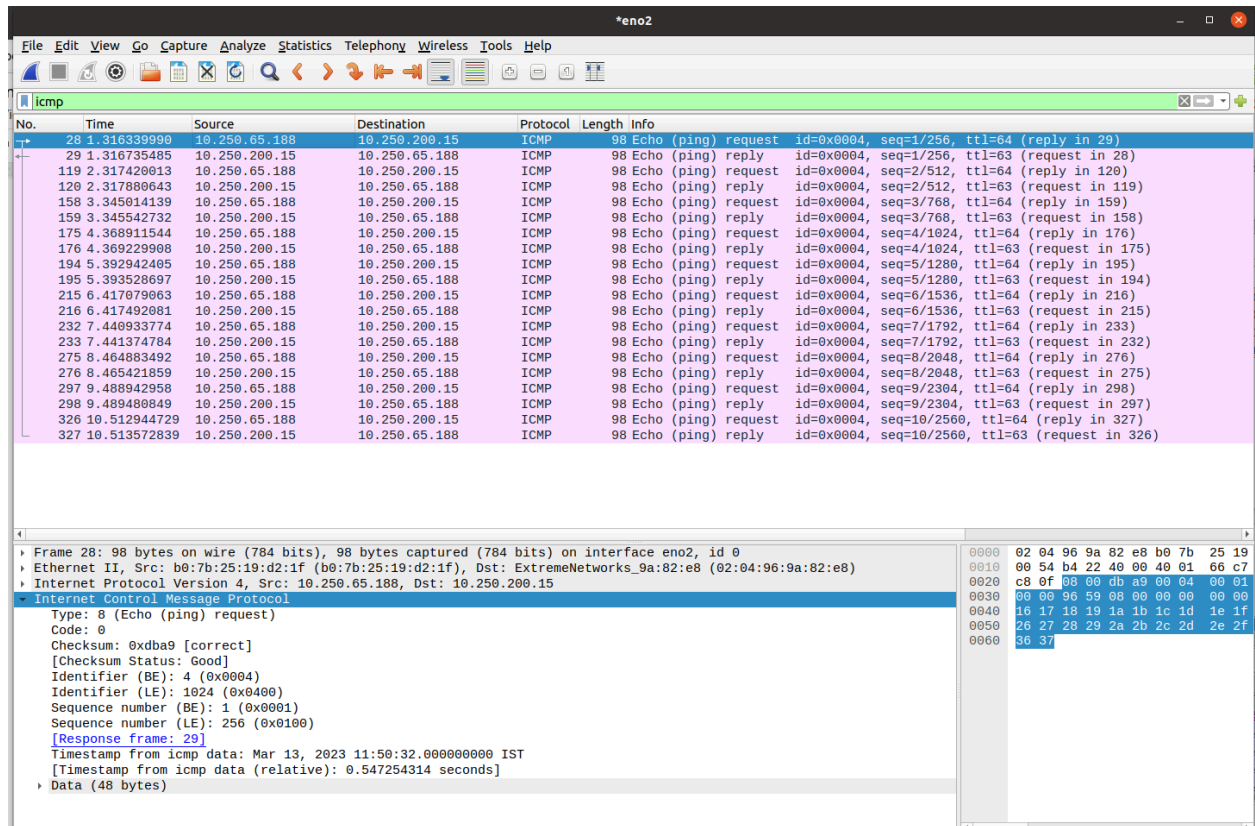 *eno2
File Edit View Go Capture Analyze Statistics Telephony Wireless Tools Help
icmp
No. Time Source Destination Protocol Length Info
28 1.316339990 10.250.65.188 10.250.200.15 ICMP 98 Echo (ping) request id=0x0004, seq=1/256, ttl=64 (reply in 29)
29 1.316735485 10.250.200.15 10.250.65.188 ICMP 98 Echo (ping) reply id=0x0004, seq=1/256, ttl=63 (request in 28)
119 2.317420013 10.250.65.188 10.250.200.15 ICMP 98 Echo (ping) request id=0x0004, seq=2/512, ttl=64 (reply in 120)
120 2.317880643 10.250.200.15 10.250.65.188 ICMP 98 Echo (ping) reply id=0x0004, seq=2/512, ttl=63 (request in 119)
158 3.345014139 10.250.65.188 10.250.200.15 ICMP 98 Echo (ping) request id=0x0004, seq=3/768, ttl=64 (reply in 159)
159 3.345542732 10.250.200.15 10.250.65.188 ICMP 98 Echo (ping) reply id=0x0004, seq=3/768, ttl=63 (request in 158)
175 4.368911544 10.250.65.188 10.250.200.15 ICMP 98 Echo (ping) request id=0x0004, seq=4/1024, ttl=64 (reply in 176)
176 4.369229908 10.250.200.15 10.250.65.188 ICMP 98 Echo (ping) reply id=0x0004, seq=4/1024, ttl=63 (request in 175)
194 5.392942405 10.250.65.188 10.250.200.15 ICMP 98 Echo (ping) request id=0x0004, seq=5/1280, ttl=64 (reply in 195)
195 5.393528697 10.250.200.15 10.250.65.188 ICMP 98 Echo (ping) reply id=0x0004, seq=5/1280, ttl=63 (request in 194)
215 6.417079063 10.250.65.188 10.250.200.15 ICMP 98 Echo (ping) request id=0x0004, seq=6/1536, ttl=64 (reply in 216)
216 6.417492081 10.250.200.15 10.250.65.188 ICMP 98 Echo (ping) reply id=0x0004, seq=6/1536, ttl=63 (request in 215)
232 7.440933774 10.250.65.188 10.250.200.15 ICMP 98 Echo (ping) request id=0x0004, seq=7/1792, ttl=64 (reply in 233)
233 7.441374784 10.250.200.15 10.250.65.188 ICMP 98 Echo (ping) reply id=0x0004, seq=7/1792, ttl=63 (request in 232)
275 8.464883492 10.250.65.188 10.250.200.15 ICMP 98 Echo (ping) request id=0x0004, seq=8/2048, ttl=64 (reply in 276)
276 8.465421859 10.250.200.15 10.250.65.188 ICMP 98 Echo (ping) reply id=0x0004, seq=8/2048, ttl=63 (request in 275)
297 9.488942958 10.250.65.188 10.250.200.15 ICMP 98 Echo (ping) request id=0x0004, seq=9/2304, ttl=64 (reply in 298)
298 9.489480849 10.250.200.15 10.250.65.188 ICMP 98 Echo (ping) reply id=0x0004, seq=9/2304, ttl=63 (request in 297)
326 10.512944729 10.250.65.188 10.250.200.15 ICMP 98 Echo (ping) request id=0x0004, seq=10/2560, ttl=64 (reply in 327)
327 10.513572839 10.250.200.15 10.250.65.188 ICMP 98 Echo (ping) reply id=0x0004, seq=10/2560, ttl=63 (request in 326)
Frame 28: 98 bytes on wire (784 bits), 98 bytes captured (784 bits) on interface eno2, id 0
Ethernet II, Src: b0:7b:25:19:d2:1f (b0:7b:25:19:d2:1f), Dst: ExtremeNetworks_9a:82:e8 (02:04:96:9a:82:e8)
Internet Protocol Version 4, Src: 10.250.65.188, Dst: 10.250.200.15
Internet Control Message Protocol
Type: 8 (Echo (ping) request)
Code: 0
Checksum: 0xdba9 [correct]
[Checksum Status: Good]
Identifier (BE): 4 (0x0004)
Identifier (LE): 1024 (0x0400)
Sequence number (BE): 1 (0x0001)
Sequence number (LE): 256 (0x0100)
[Response frame: 29]
Timestamp from icmp data: Mar 13, 2023 11:50:32.000000000 IST
[Timestamp from icmp data (relative): 0.547254314 seconds]
Data (48 bytes)
0000 02 04 96 9a 82 e8 b0 7b 25 19
0010 00 54 b4 22 40 00 40 01 66 c7
0020 c8 0f 08 00 db a9 00 04 00 01
0030 00 00 96 59 08 00 00 00 00 00
0040 16 17 18 19 1a 1b 1c 1d 1e 1f
0050 26 27 28 29 2a 2b 2c 2d 2e 2f
0060 36 37